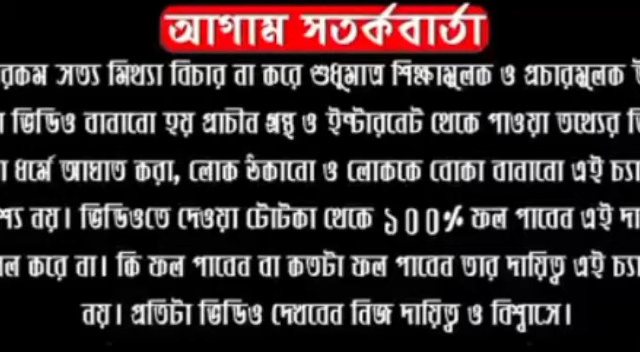 আগাম সতর্কবার্তা
রকম সত্য মিথ্যা বিচার না করে শুধুমাত্র শিক্ষামূলক ও প্রচারমূলক উ
ভিডিও বানানো হয় প্রাচীন গ্রন্থ ও ইন্টারনেট থেকে পাওয়া তথ্যের ভি
ধর্মে আঘাত করা, লোক ঠকানো ও লোককে বোকা বানানো এই চ্যা
শ্য নয়। ভিডিওতে দেওয়া টোটকা থেকে ১০০% ফল পাবেন এই দা
ল করে না। কি ফল পাবেন বা কতটা ফল পাবেন তার দায়িত্ব এই চ্যা
নয়। প্রতিটা ভিডিও দেখবেন নিজ দায়িত্ব ও বিশ্বাসে।